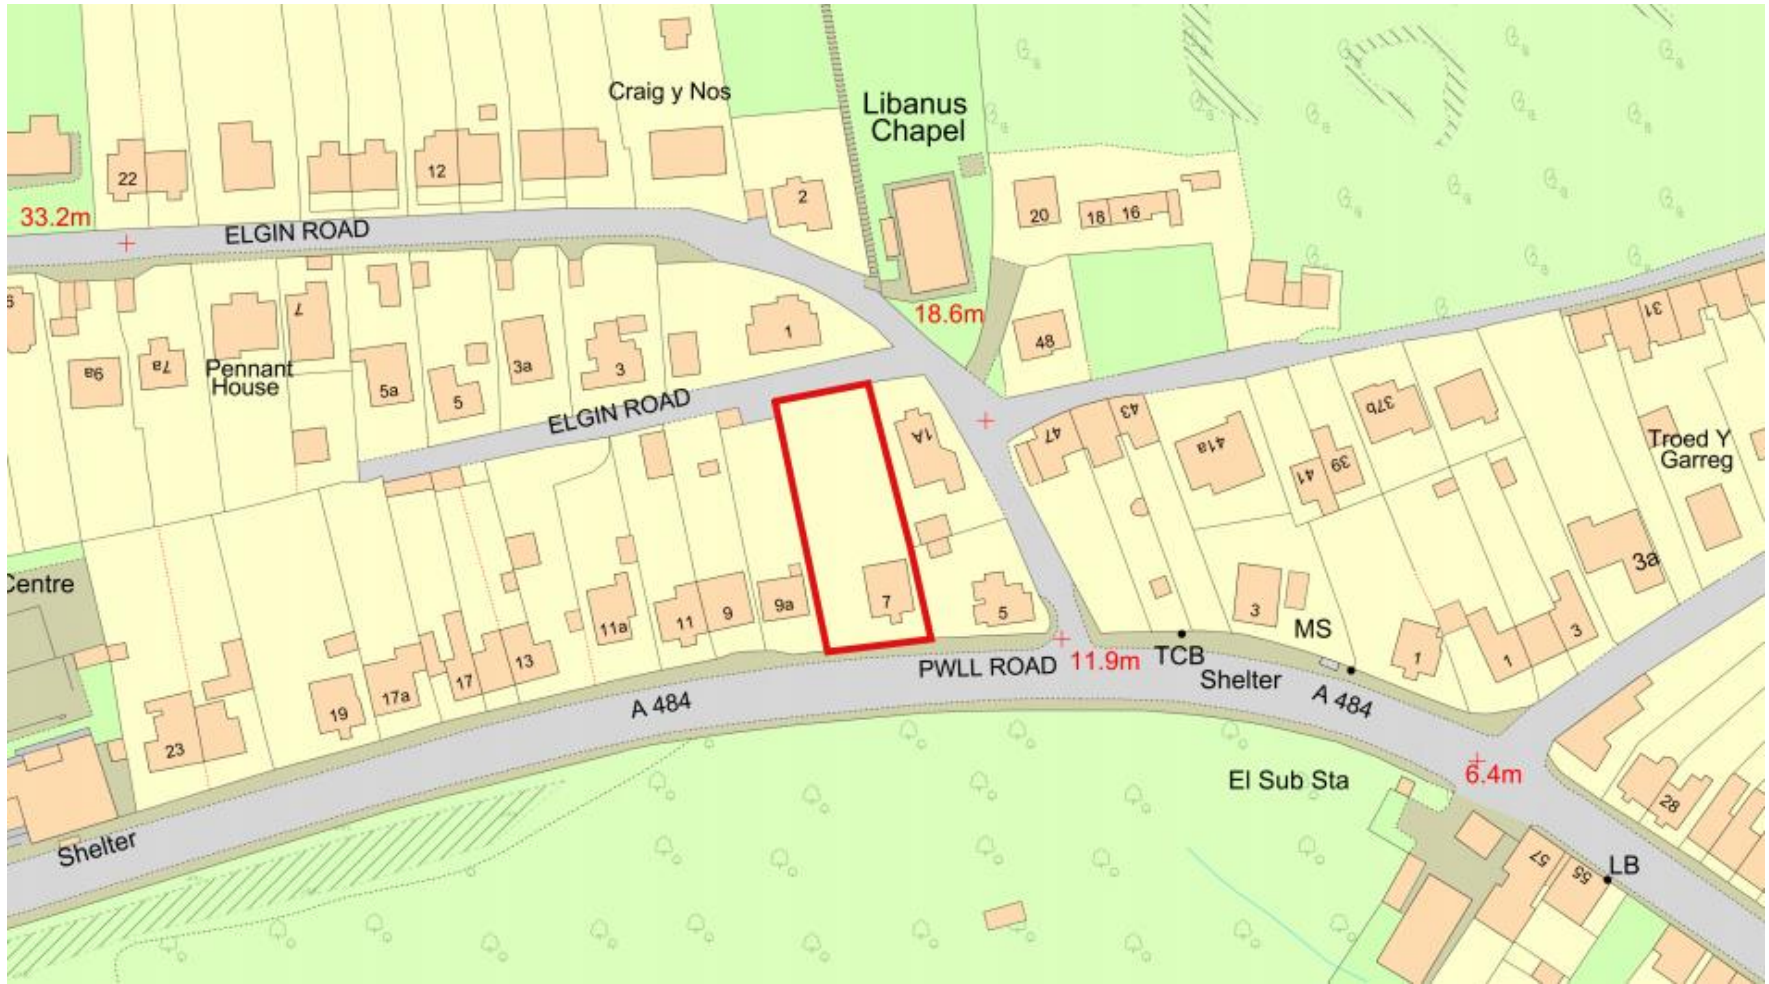 Craig y Nos
Libanus
Chapel
22
12
2
20
18
16
33.2m
ELGIN ROAD
18.6m
48
1
7
Pennant
House
9a
7a
5a
5
3a
3
31
ELGIN ROAD
1A
47
43
41a
37b
41
39
Troed Y
Garreg
3a
Centre
23
19
17a
17
13
11a
11
9
9a
7
5
3
MS
1
1
3
PWLL ROAD
11.9m
TCB
Shelter
A 484
A 484
El Sub Sta
6.4m
28
Shelter
57
55
LB